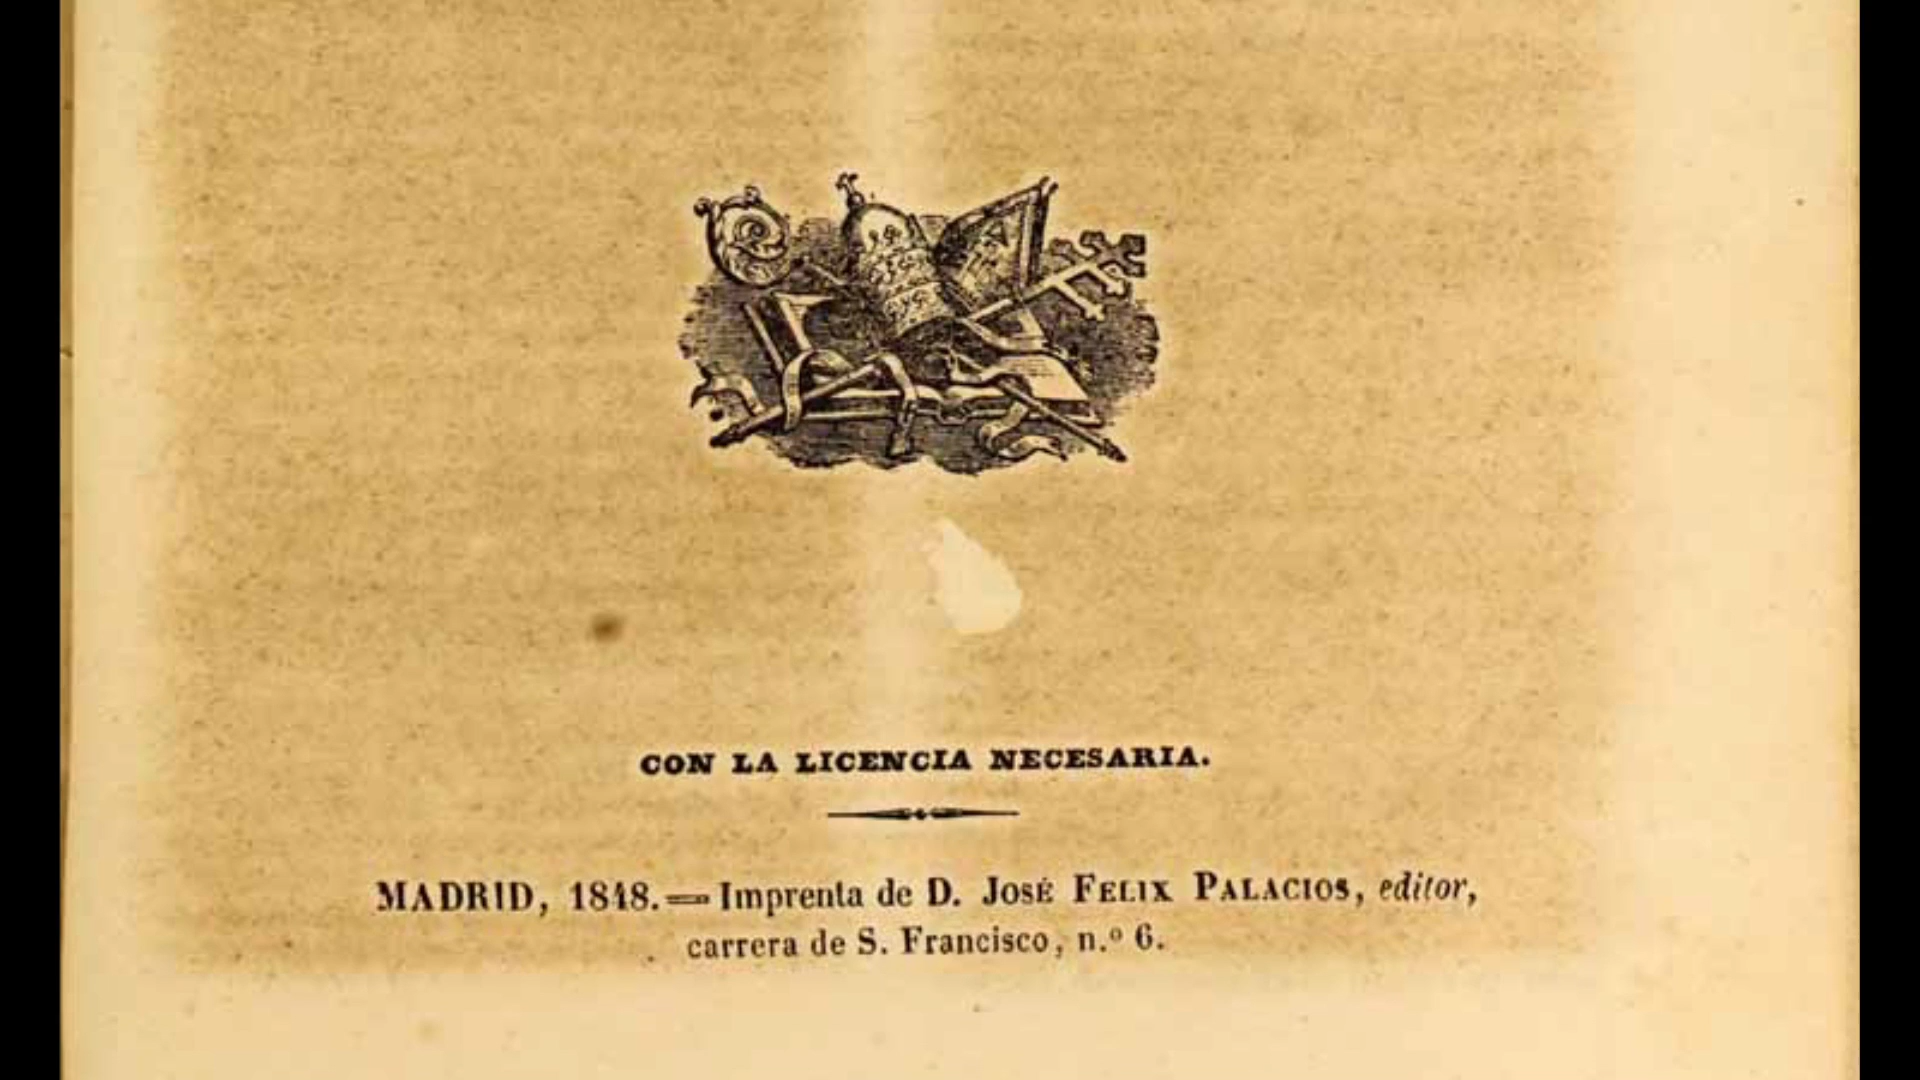 CON LA LICENCIA NECESARIA.
MADRID, 1848.=Imprenta de D. JOSÉ FELIX PALACIOS, editor,
carrera de S. Francisco, n.º 6.